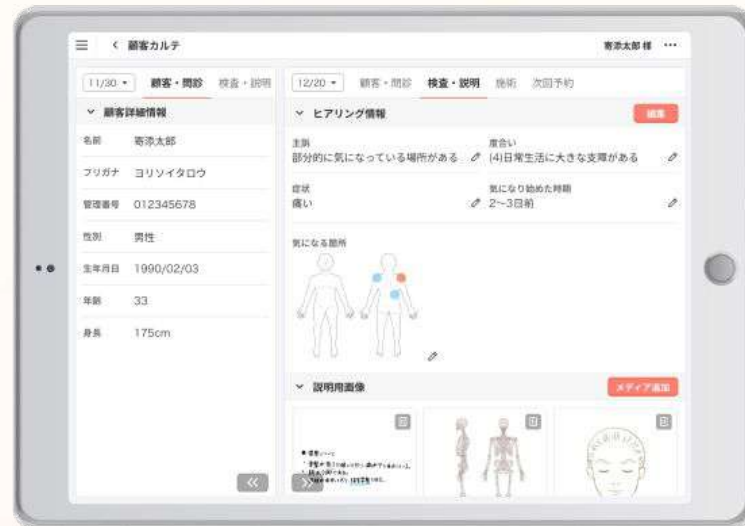 顧客カルテ
寄添太郎 様
11/30
顧客・問診
検査・説明
顧客詳細情報
名前 寄添太郎
フリガナ ヨリソイタロウ
管理番号 012345678
性別 男性
生年月日 1990/02/03
年齢 33
身長 175cm
12/20
顧客・問診
検査・説明
施術
次回予約
ヒアリング情報
編集
主訴
部分的に気になっている場所がある
度合い
(4)日常生活に大きな支障がある
症状
痛い
気になり始めた時期
2〜3日前
気になる箇所
説明用画像
メディア追加